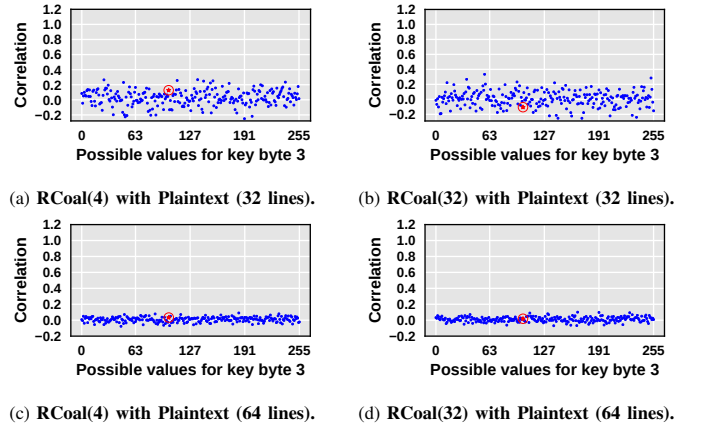 1.2
1.0
0.8
0.6
0.4
0.2
0.0
−0.2
Correlation
0 63 127 191 255
Possible values for key byte 3
1.2
1.0
0.8
0.6
0.4
0.2
0.0
−0.2
Correlation
0 63 127 191 255
Possible values for key byte 3
(a) RCoal(4) with Plaintext (32 lines).
(b) RCoal(32) with Plaintext (32 lines).
1.2
1.0
0.8
0.6
0.4
0.2
0.0
−0.2
Correlation
0 63 127 191 255
Possible values for key byte 3
1.2
1.0
0.8
0.6
0.4
0.2
0.0
−0.2
Correlation
0 63 127 191 255
Possible values for key byte 3
(c) RCoal(4) with Plaintext (64 lines).
(d) RCoal(32) with Plaintext (64 lines).